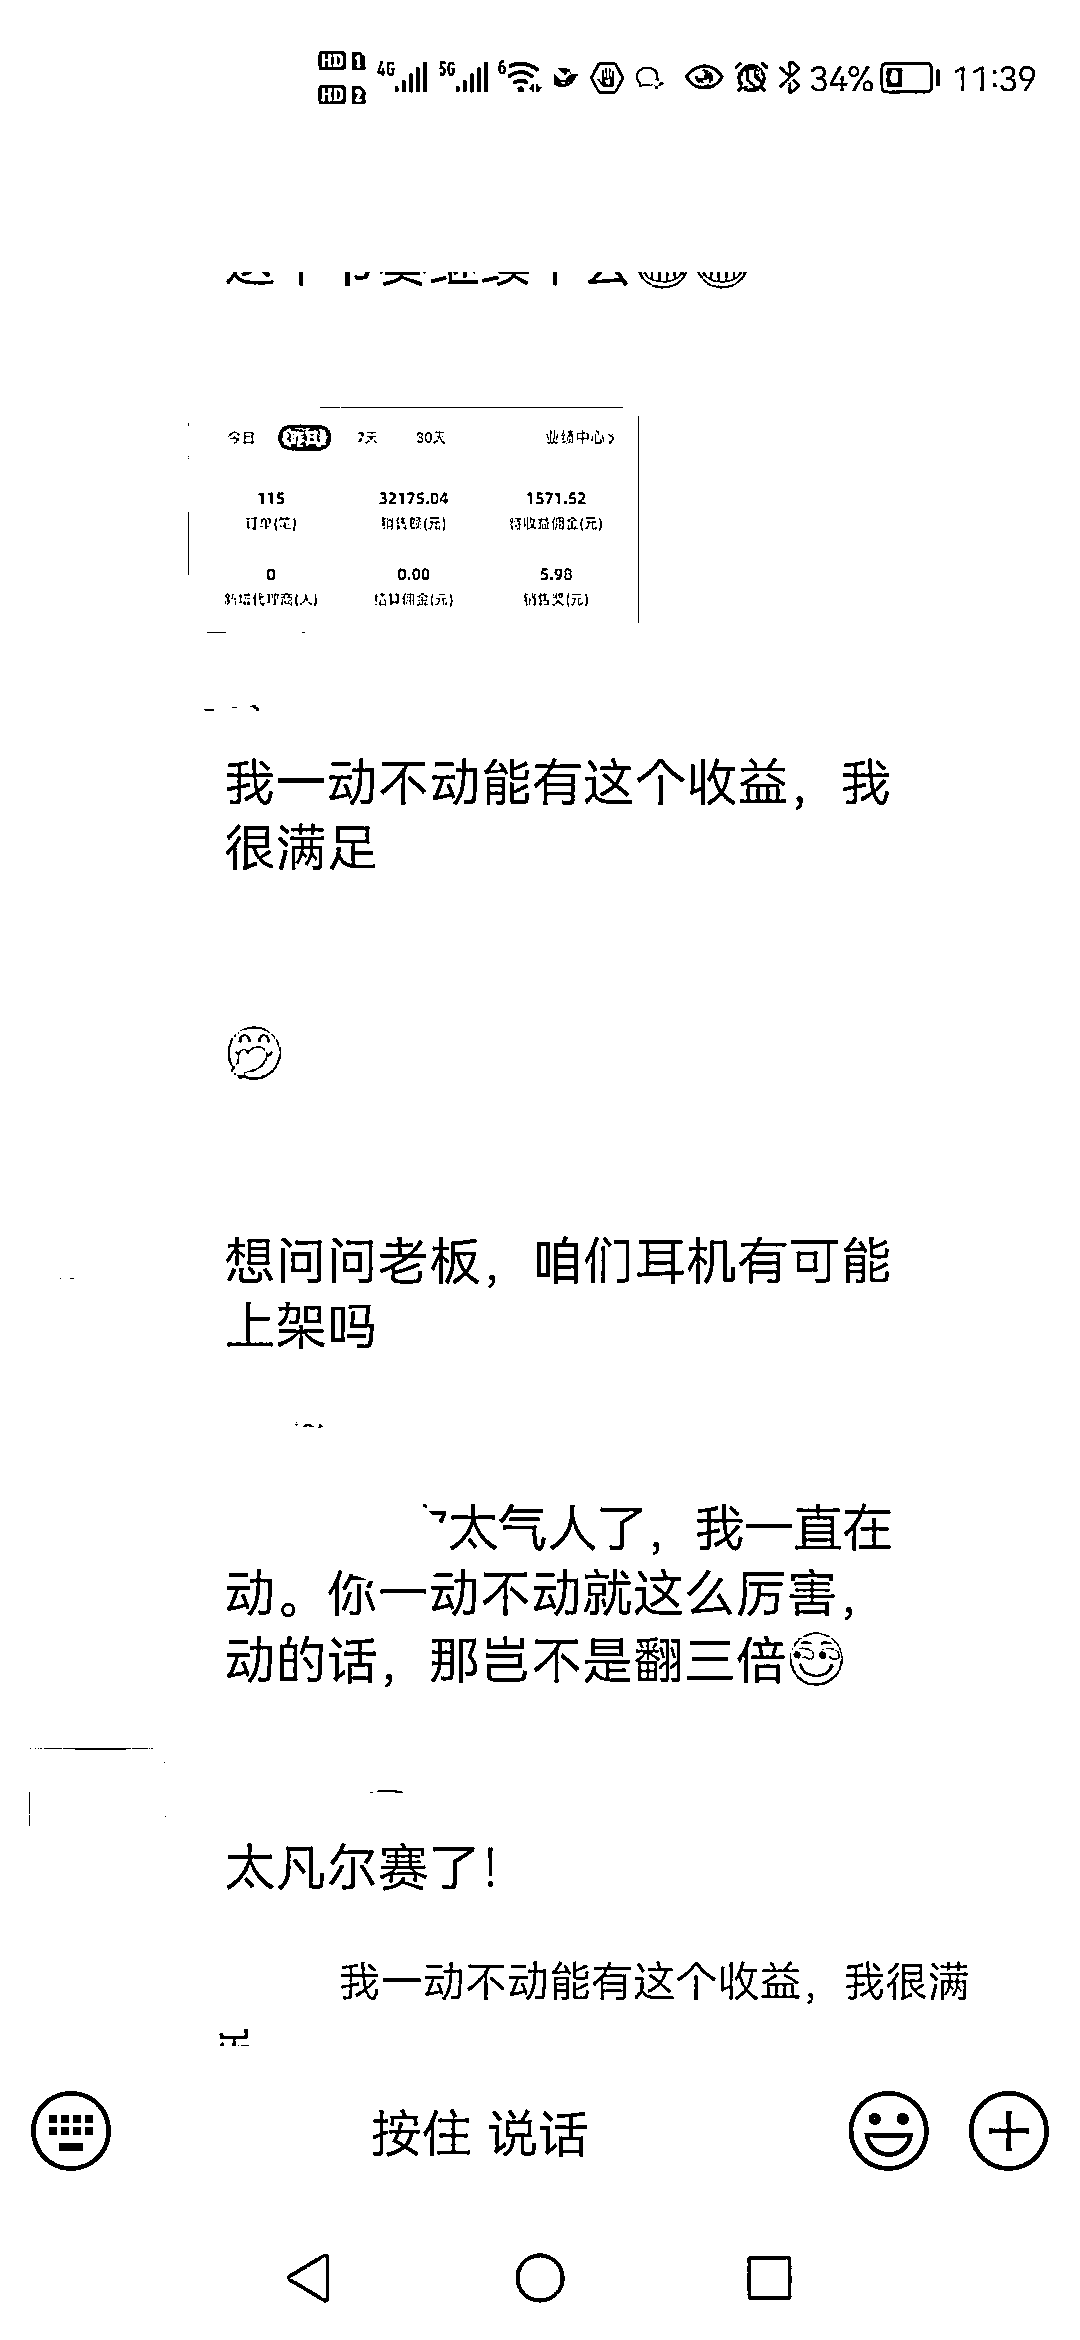 HD 1 4G 5G 6 34% 11:39
HD 2
今日 昨日 7天 30天 业绩中心
115 32175.04 1571.52
订单(笔) 销售额(元) 待收益佣金(元)
0 0.00 5.98
新增代理商(人) 结算佣金(元) 销售奖(元)
我一动不动能有这个收益，我
很满足
想问问老板，咱们耳机有可能
上架吗
太气人了，我一直在
动。你一动不动就这么厉害，
动的话，那岂不是翻三倍
太凡尔赛了！
我一动不动能有这个收益，我很满
按住 说话